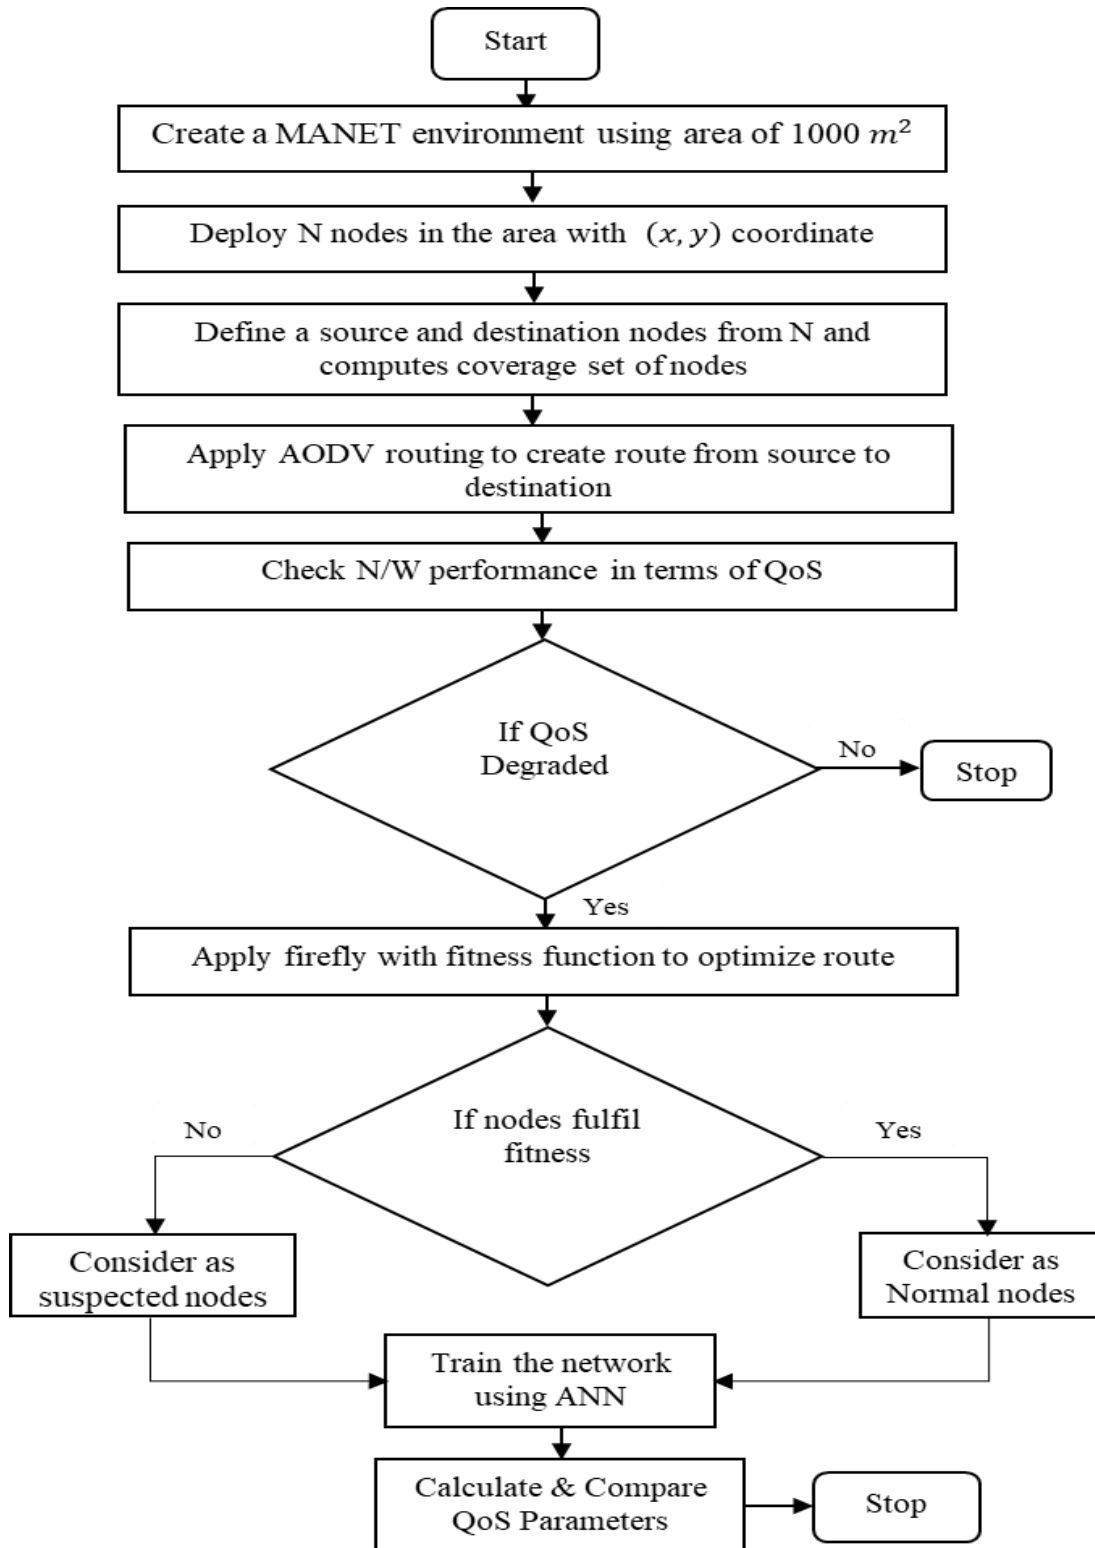 Start
Create a MANET environment using area of 1000 m²
Deploy N nodes in the area with (x, y) coordinate
Define a source and destination nodes from N and
computes coverage set of nodes
Apply AODV routing to create route from source to
destination
Check N/W performance in terms of QoS
If QoS
Degraded
No
Stop
Yes
Apply firefly with fitness function to optimize route
If nodes fulfil
fitness
No
Yes
Consider as
suspected nodes
Consider as
Normal nodes
Train the network
using ANN
Calculate & Compare
QoS Parameters
Stop